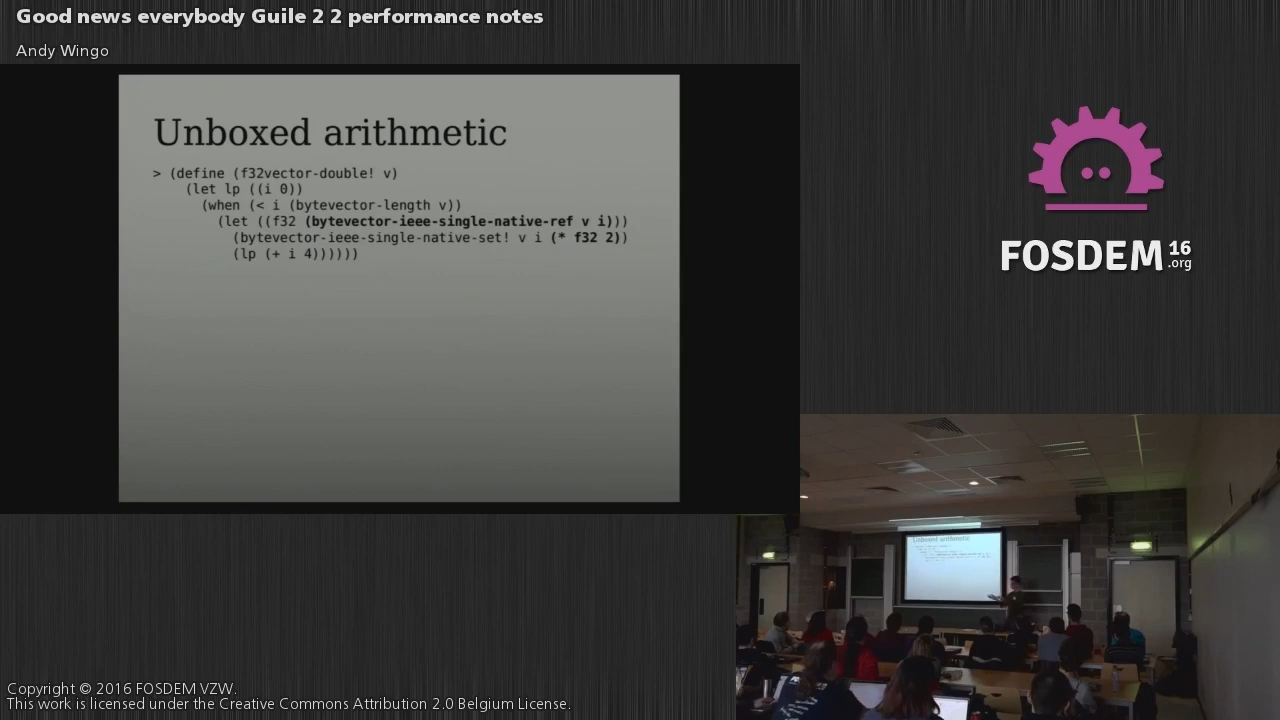 Good news everybody Guile 2 2 performance notes
Andy Wingo
Unboxed arithmetic
> (define (f32vector-double! v)
(let lp ((i 0))
(when (< i (bytevector-length v))
(let ((f32 (bytevector-ieee-single-native-ref v i)))
(bytevector-ieee-single-native-set! v i (* f32 2))
(lp (+ i 4))))))
FOSDEM 16
.org
Unboxed arithmetic
Copyright © 2016 FOSDEM VZW.
This work is licensed under the Creative Commons Attribution 2.0 Belgium License.